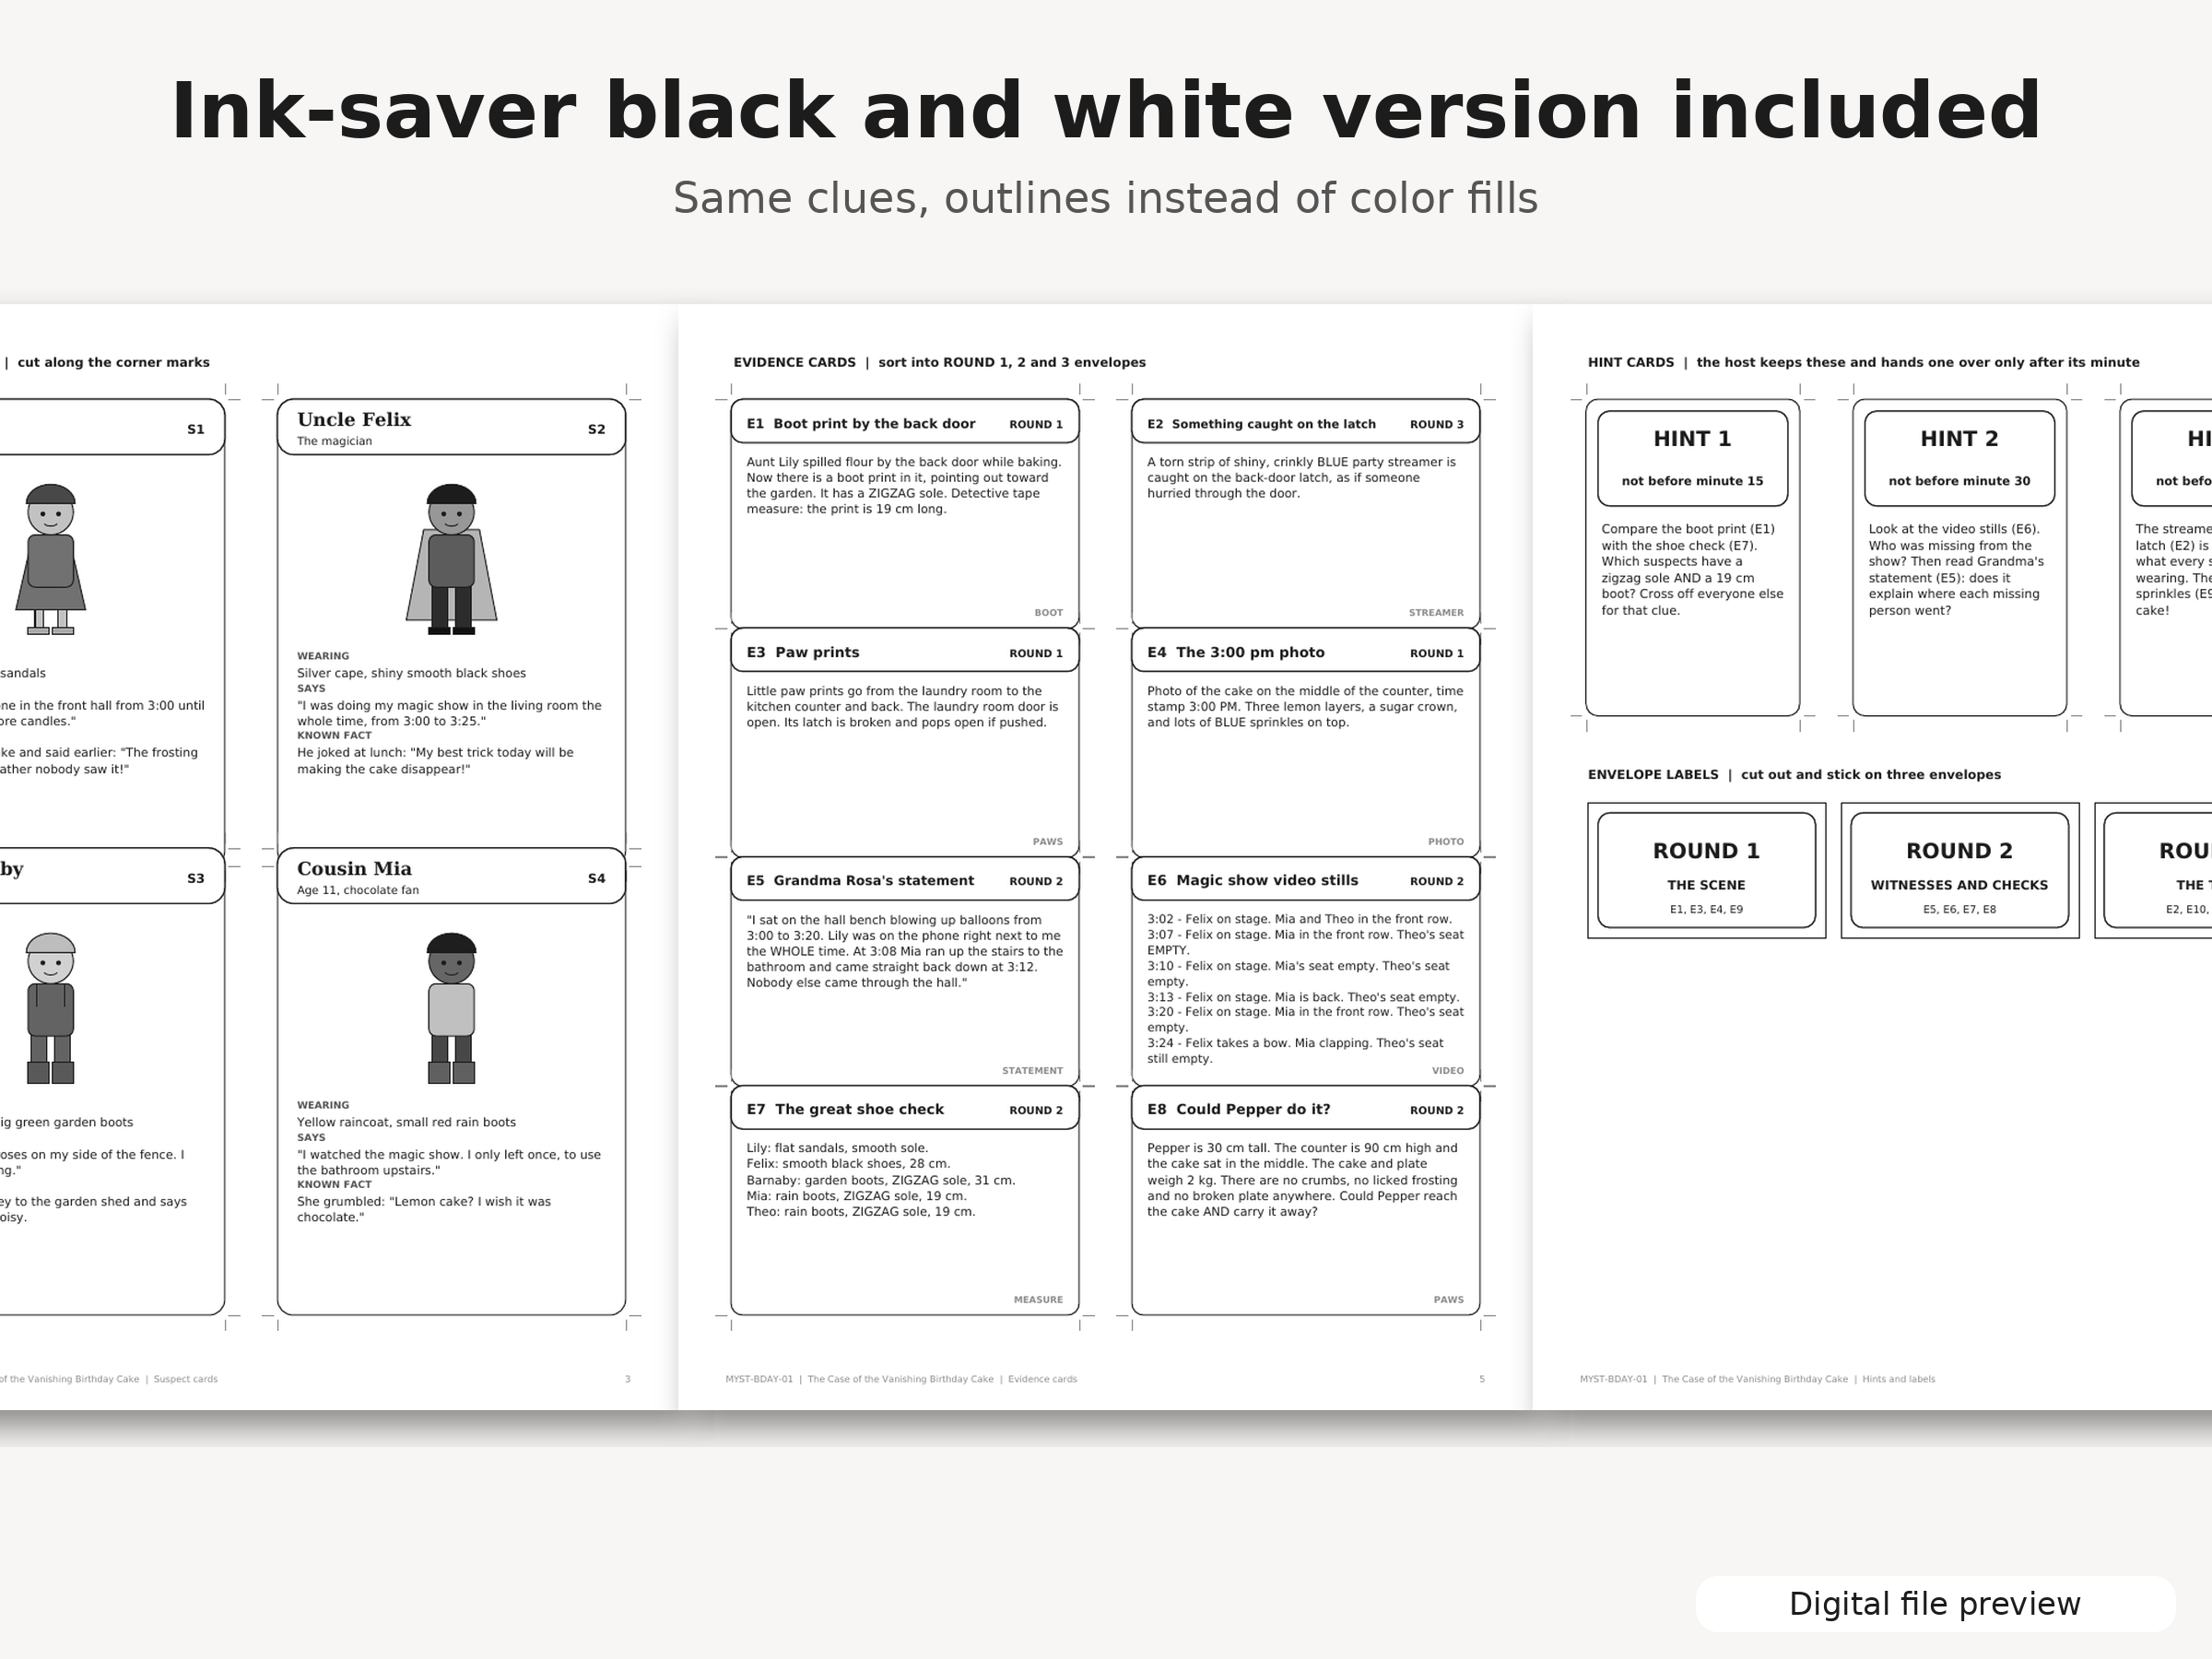 Ink-saver black and white version included
Same clues, outlines instead of color fills
| cut along the corner marks
S1
sandals
ne in the front hall from 3:00 until
ore candles."
ke and said earlier: "The frosting
ather nobody saw it!"
Uncle Felix
The magician
S2
WEARING
Silver cape, shiny smooth black shoes
SAYS
"I was doing my magic show in the living room the
whole time, from 3:00 to 3:25."
KNOWN FACT
He joked at lunch: "My best trick today will be
making the cake disappear!"
by
S3
ig green garden boots
oses on my side of the fence. I
ng."
ey to the garden shed and says
oisy.
Cousin Mia
Age 11, chocolate fan
S4
WEARING
Yellow raincoat, small red rain boots
SAYS
"I watched the magic show. I only left once, to use
the bathroom upstairs."
KNOWN FACT
She grumbled: "Lemon cake? I wish it was
chocolate."
of the Vanishing Birthday Cake | Suspect cards
3
EVIDENCE CARDS | sort into ROUND 1, 2 and 3 envelopes
E1 Boot print by the back door ROUND 1
Aunt Lily spilled flour by the back door while baking.
Now there is a boot print in it, pointing out toward
the garden. It has a ZIGZAG sole. Detective tape
measure: the print is 19 cm long.
BOOT
E2 Something caught on the latch ROUND 3
A torn strip of shiny, crinkly BLUE party streamer is
caught on the back-door latch, as if someone
hurried through the door.
STREAMER
E3 Paw prints ROUND 1
Little paw prints go from the laundry room to the
kitchen counter and back. The laundry room door is
open. Its latch is broken and pops open if pushed.
PAWS
E4 The 3:00 pm photo ROUND 1
Photo of the cake on the middle of the counter, time
stamp 3:00 PM. Three lemon layers, a sugar crown,
and lots of BLUE sprinkles on top.
PHOTO
E5 Grandma Rosa's statement ROUND 2
"I sat on the hall bench blowing up balloons from
3:00 to 3:20. Lily was on the phone right next to me
the WHOLE time. At 3:08 Mia ran up the stairs to the
bathroom and came straight back down at 3:12.
Nobody else came through the hall."
STATEMENT
E6 Magic show video stills ROUND 2
3:02 - Felix on stage. Mia and Theo in the front row.
3:07 - Felix on stage. Mia in the front row. Theo's seat
EMPTY.
3:10 - Felix on stage. Mia's seat empty. Theo's seat
empty.
3:13 - Felix on stage. Mia is back. Theo's seat empty.
3:20 - Felix on stage. Mia in the front row. Theo's seat
empty.
3:24 - Felix takes a bow. Mia clapping. Theo's seat
still empty.
VIDEO
E7 The great shoe check ROUND 2
Lily: flat sandals, smooth sole.
Felix: smooth black shoes, 28 cm.
Barnaby: garden boots, ZIGZAG sole, 31 cm.
Mia: rain boots, ZIGZAG sole, 19 cm.
Theo: rain boots, ZIGZAG sole, 19 cm.
MEASURE
E8 Could Pepper do it? ROUND 2
Pepper is 30 cm tall. The counter is 90 cm high and
the cake sat in the middle. The cake and plate
weigh 2 kg. There are no crumbs, no licked frosting
and no broken plate anywhere. Could Pepper reach
the cake AND carry it away?
PAWS
MYST-BDAY-01 | The Case of the Vanishing Birthday Cake | Evidence cards
5
HINT CARDS | the host keeps these and hands one over only after its minute
HINT 1
not before minute 15
Compare the boot print (E1)
with the shoe check (E7).
Which suspects have a
zigzag sole AND a 19 cm
boot? Cross off everyone else
for that clue.
HINT 2
not before minute 30
Look at the video stills (E6).
Who was missing from the
show? Then read Grandma's
statement (E5): does it
explain where each missing
person went?
HI
not befo
The streame
latch (E2) is
what every s
wearing. The
sprinkles (E9
cake!
ENVELOPE LABELS | cut out and stick on three envelopes
ROUND 1
THE SCENE
E1, E3, E4, E9
ROUND 2
WITNESSES AND CHECKS
E5, E6, E7, E8
ROU
THE T
E2, E10,
MYST-BDAY-01 | The Case of the Vanishing Birthday Cake | Hints and labels
Digital file preview